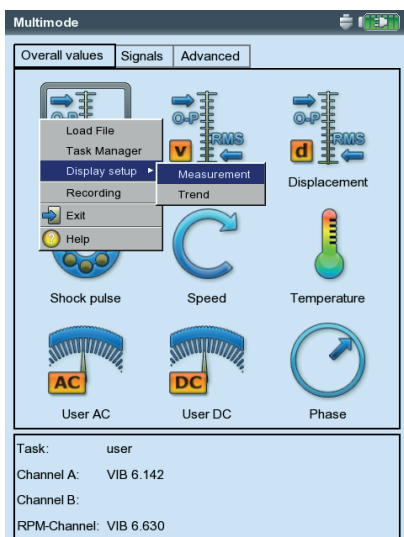 Multimode
Overall values Signals Advanced
O-P
O-P RMS
v
O-P RMS
d
Displacement
Load File
Task Manager
Display setup
Recording
Exit
Help
Measurement
Trend
Shock pulse Speed Temperature
AC
DC
User AC User DC Phase
Task: user
Channel A: VIB 6.142
Channel B:
RPM-Channel: VIB 6.630